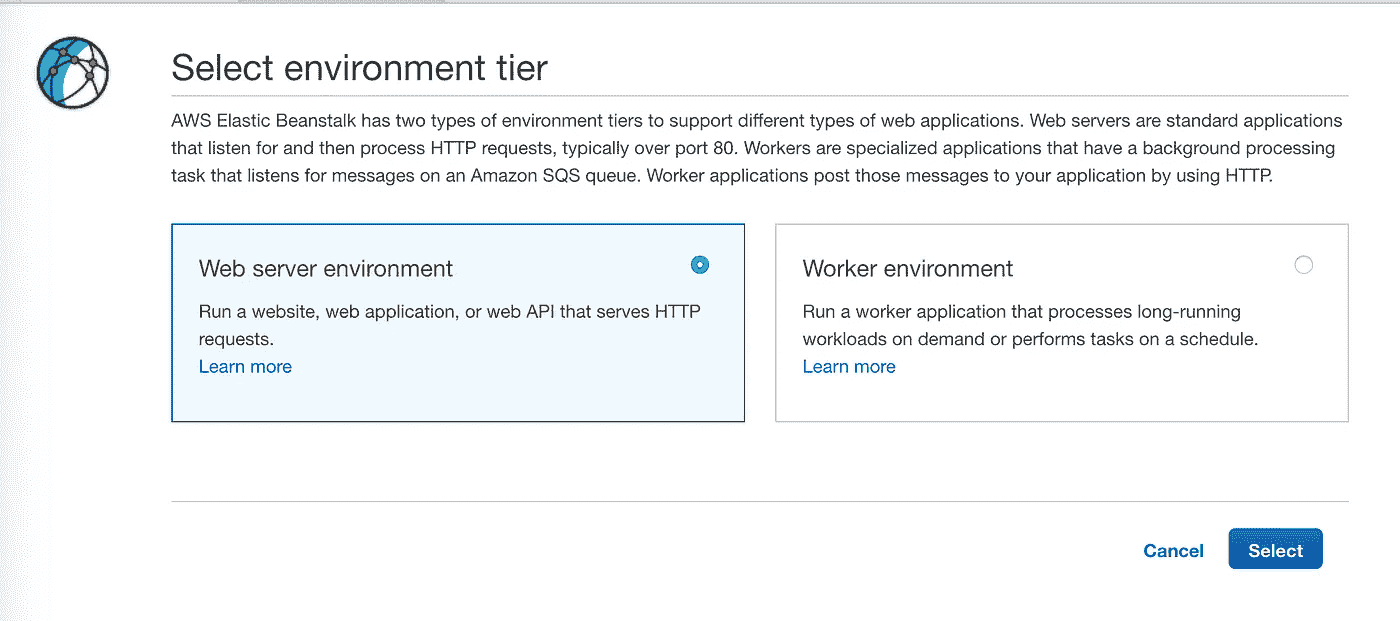 Select environment tier
AWS Elastic Beanstalk has two types of environment tiers to support different types of web applications. Web servers are standard applications
that listen for and then process HTTP requests, typically over port 80. Workers are specialized applications that have a background processing
task that listens for messages on an Amazon SQS queue. Worker applications post those messages to your application by using HTTP.
Web server environment
Run a website, web application, or web API that serves HTTP
requests.
Learn more
Worker environment
Run a worker application that processes long-running
workloads on demand or performs tasks on a schedule.
Learn more
Cancel
Select